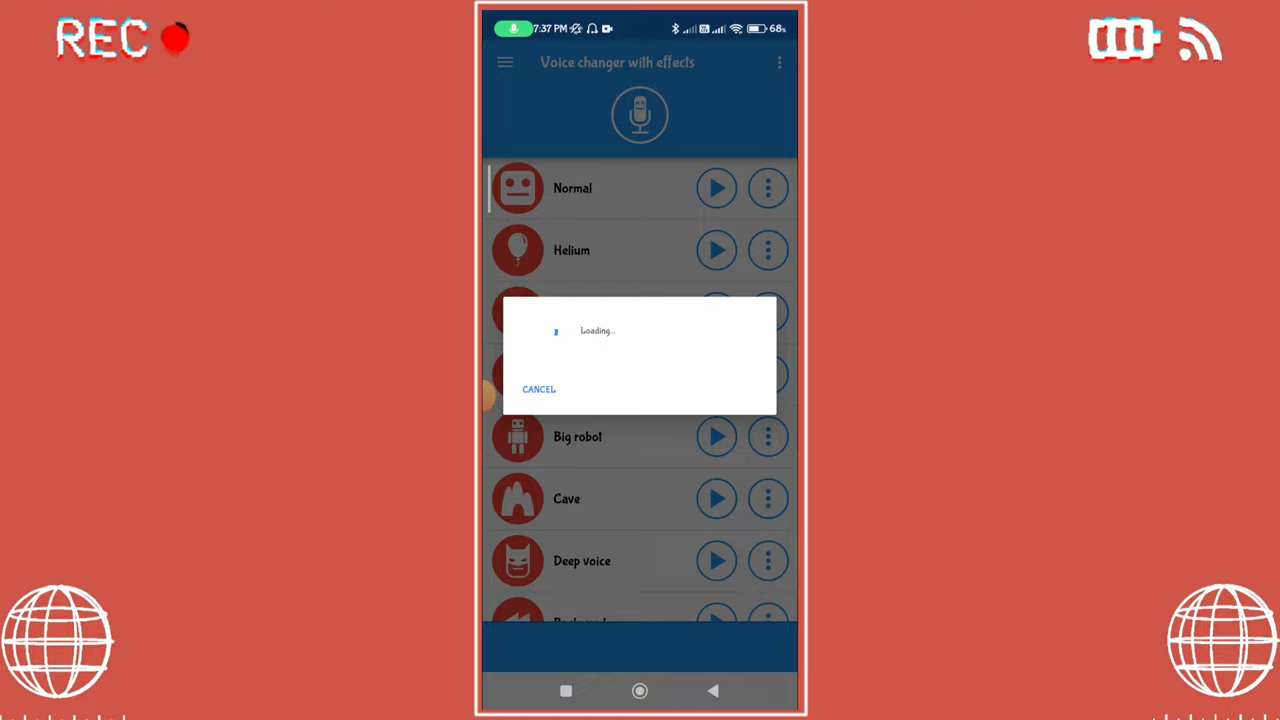 REC
7:37 PM 68%
Voice changer with effects
Normal
Helium
Loading...
CANCEL
Big robot
Cave
Deep voice